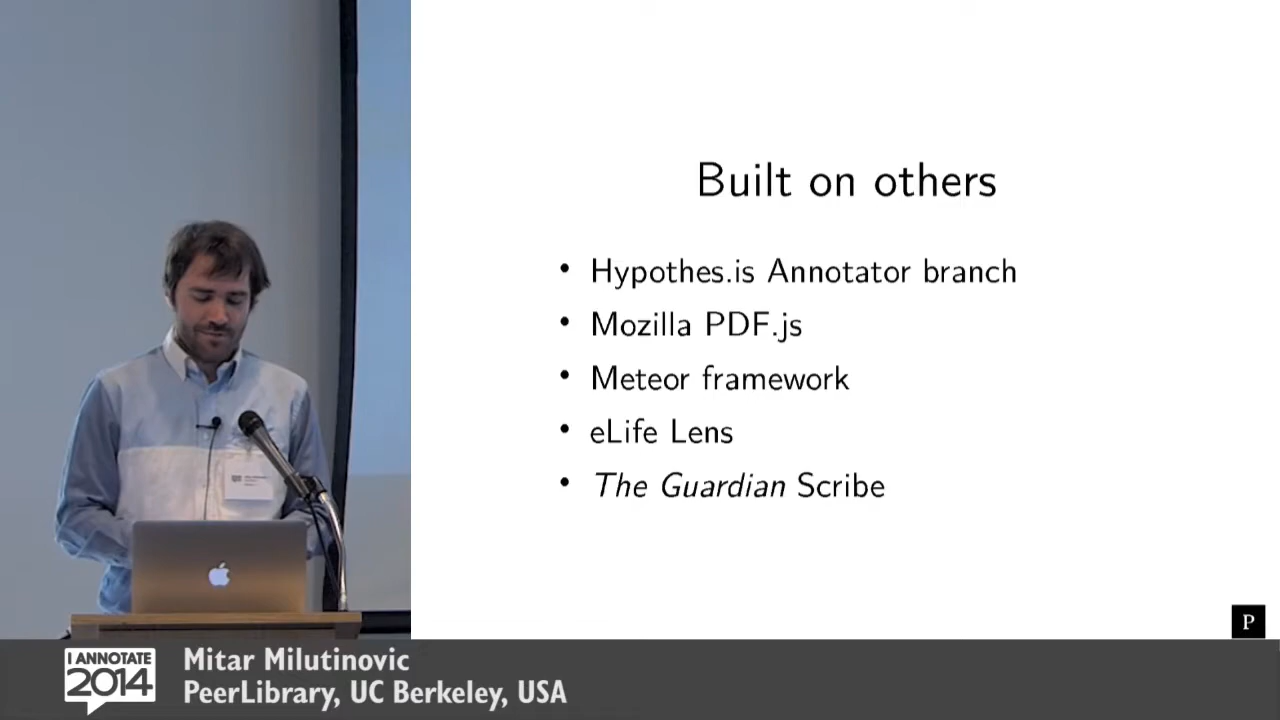 Built on others
• Hypothes.is Annotator branch
• Mozilla PDF.js
• Meteor framework
• eLife Lens
• The Guardian Scribe
P
I ANNOTATE
2014
Mitar Milutinovic
PeerLibrary, UC Berkeley, USA